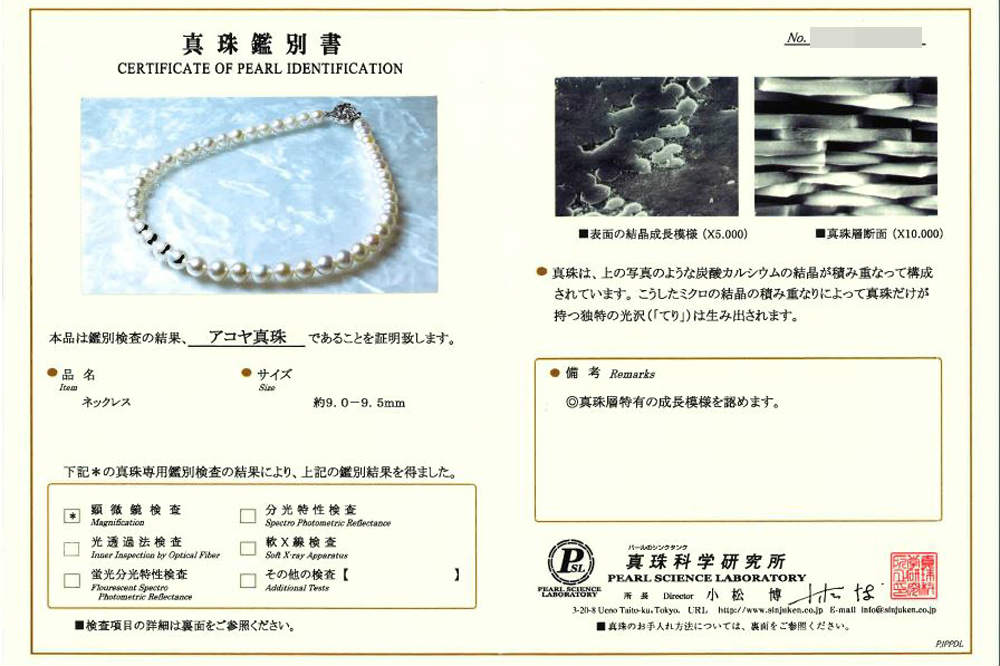 真珠鑑別書
CERTIFICATE OF PEARL IDENTIFICATION
No.
■表面の結晶成長模様(X5.000)
■真珠層断面(X10.000)
●真珠は、上の写真のような炭酸カルシウムの結晶が積み重なって構成
されています。こうしたミクロの結晶の積み重なりによって真珠だけが
持つ独特の光沢(「てり」)は生み出されます。
本品は鑑別検査の結果、アコヤ真珠であることを証明致します。
●品名
Item
ネックレス
●サイズ
Size
約9.0-9.5mm
●備考 Remarks
◎真珠層特有の成長模様を認めます。
下記*の真珠専用鑑別検査の結果により、上記の鑑別結果を得ました。
* 顕微鏡検査
Magnification
分光特性検査
Spectro Photometric Reflectance
光透過法検査
Inner Inspection by Optical Fiber
軟X線検査
Soft X-ray Apparatus
蛍光分光特性検査
Flourescent Spectro
Photometric Reflectance
その他の検査【 】
Additional Tests
■検査項目の詳細は裏面をご参照ください。
PSL
PEARL SCIENCE
LABORATORY
パールのシンクタンク
真珠科学研究所
PEARL SCIENCE LABORATORY
所長 Director 小松 博
3-20-8 Ueno Taito-ku, Tokyo. URL http://www.sinjuken.co.jp E-mail info@sinjuken.co.jp
■真珠のお手入れ方法については、裏面をご参照ください。
PJPPDL